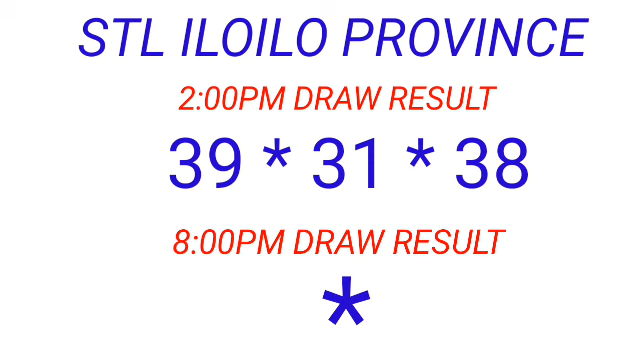 STL ILOILO PROVINCE
2:00PM DRAW RESULT
39 * 31 * 38
8:00PM DRAW RESULT
*